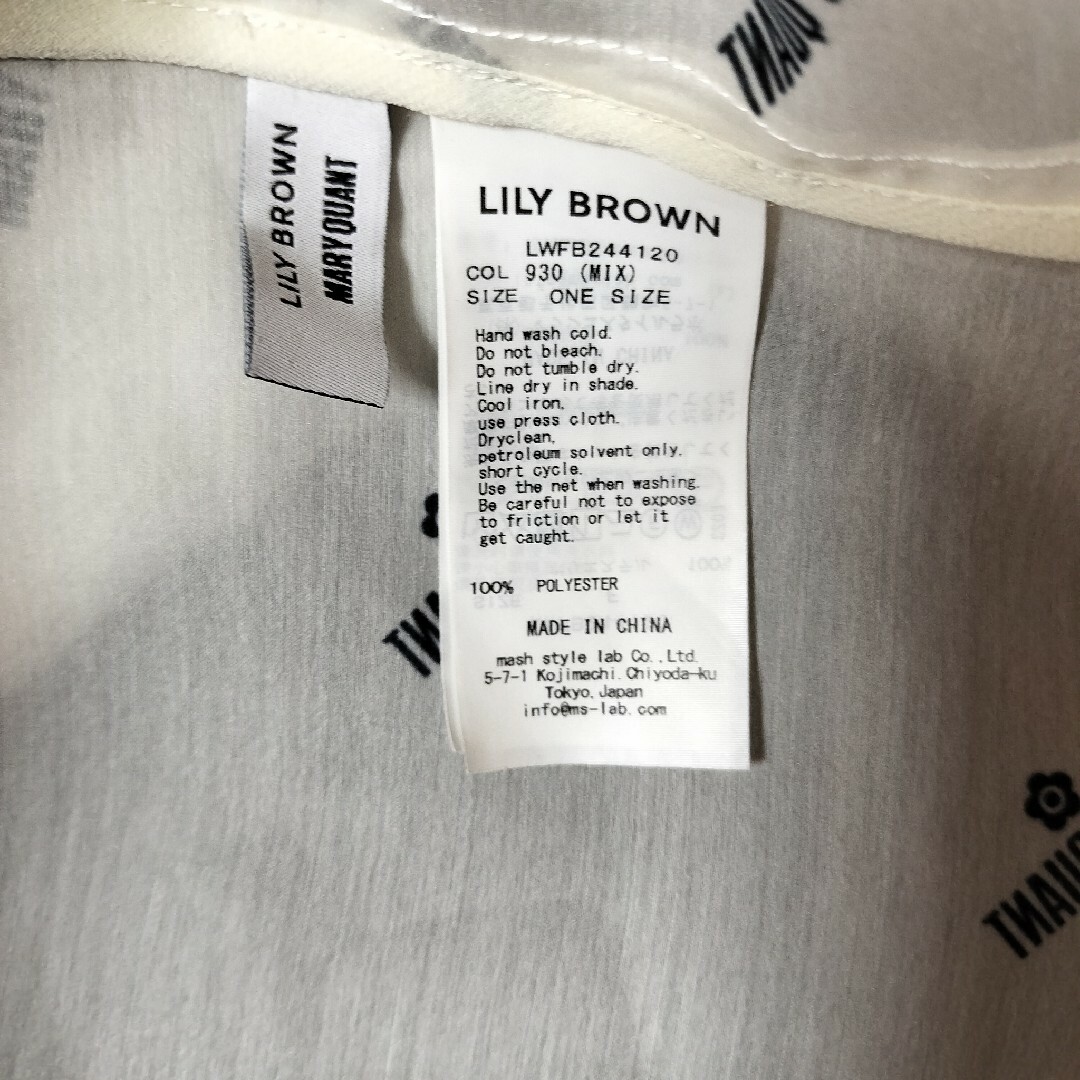 LILY BROWN
MARY QUANT
LILY BROWN
LWFB244120
COL 930 (MIX)
SIZE ONE SIZE
Hand wash cold.
Do not bleach.
Do not tumble dry.
Line dry in shade.
Cool iron,
use press cloth.
Dryclean,
petroleum solvent only.
short cycle.
Use the net when washing.
Be careful not to expose
to friction or let it
get caught.
100% POLYESTER
MADE IN CHINA
mash style lab Co.,Ltd.
5-7-1 Kojimachi.Chiyoda-ku
Tokyo,Japan
info@ms-lab.com